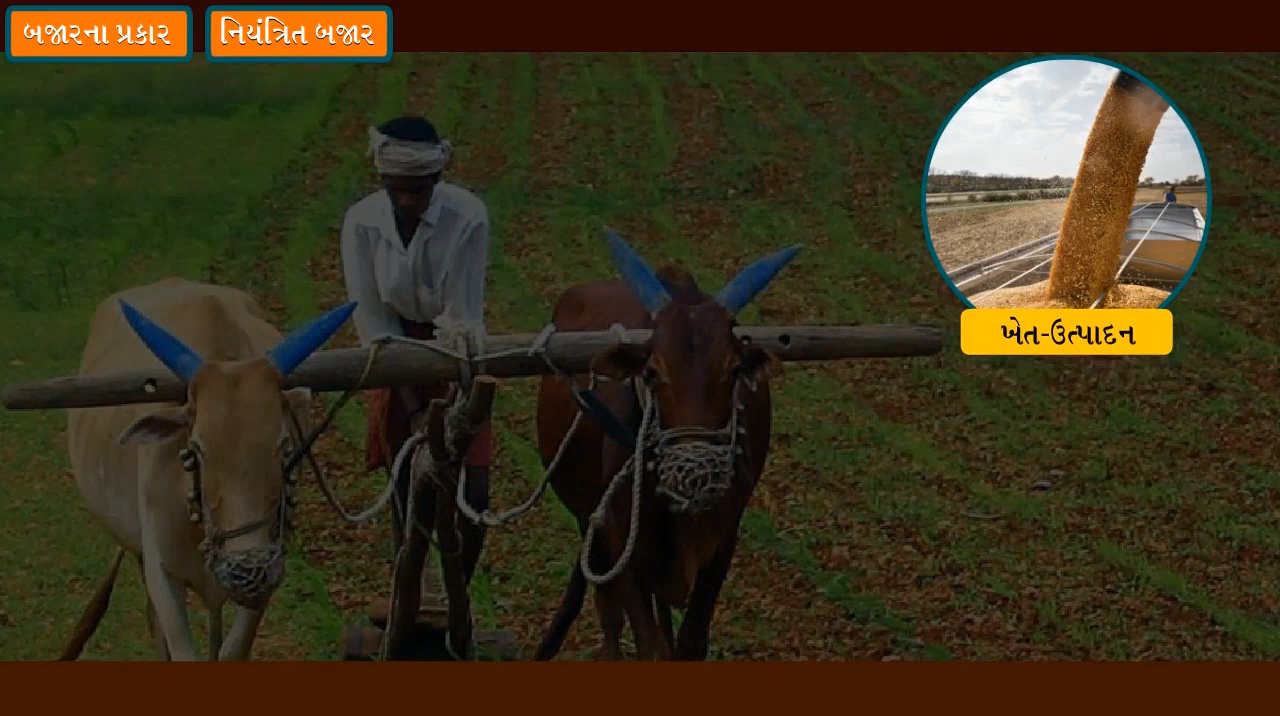 બજારના પ્રકાર
નિયંત્રિત બજાર
ખેત-ઉત્પાદન